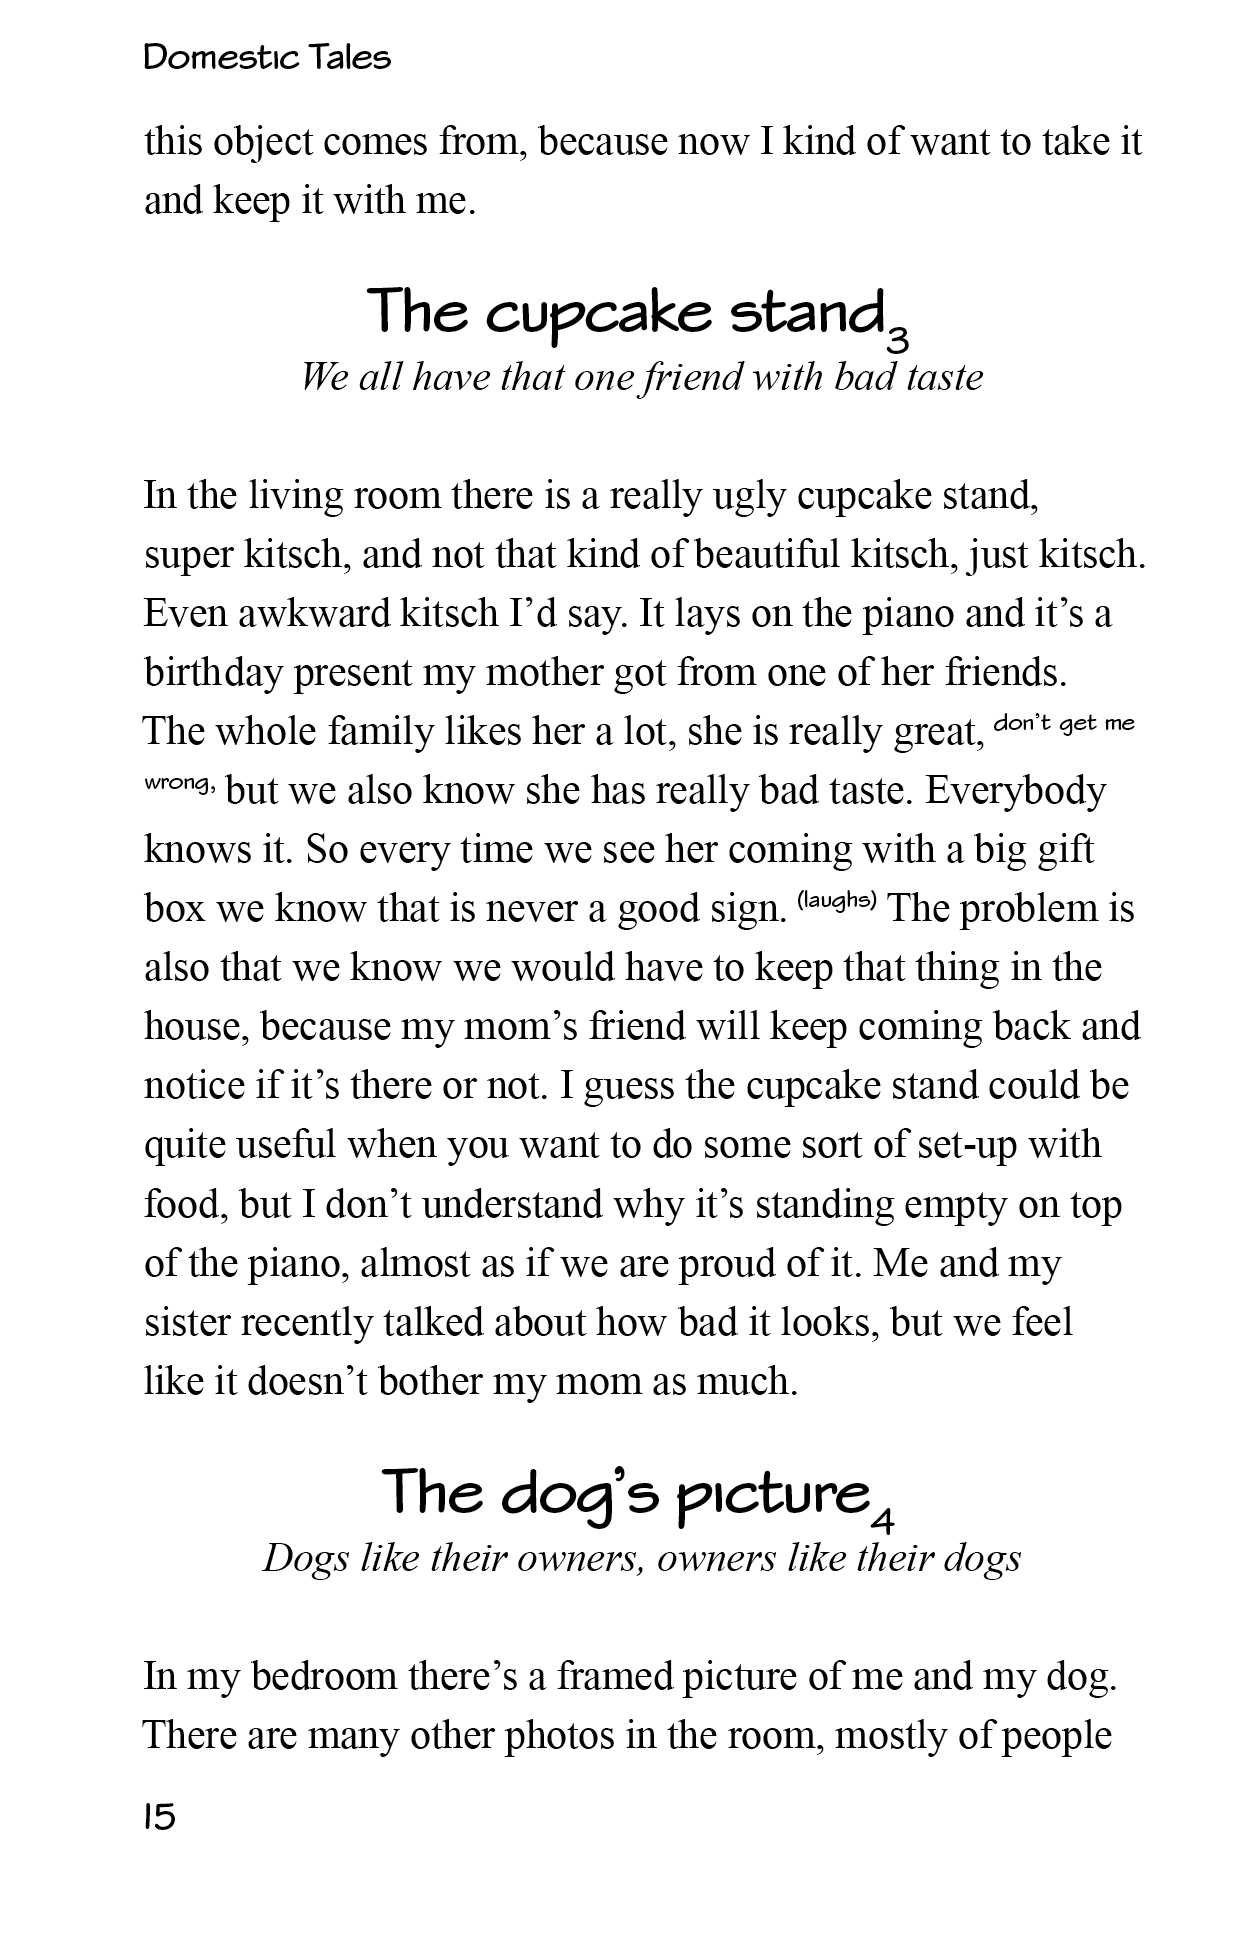 Domestic Tales
this object comes from, because now I kind of want to take it
and keep it with me.
The cupcake stand3
We all have that one friend with bad taste
In the living room there is a really ugly cupcake stand,
super kitsch, and not that kind of beautiful kitsch, just kitsch.
Even awkward kitsch I’d say. It lays on the piano and it’s a
birthday present my mother got from one of her friends.
The whole family likes her a lot, she is really great, don’t get me
wrong, but we also know she has really bad taste. Everybody
knows it. So every time we see her coming with a big gift
box we know that is never a good sign. (laughs) The problem is
also that we know we would have to keep that thing in the
house, because my mom’s friend will keep coming back and
notice if it’s there or not. I guess the cupcake stand could be
quite useful when you want to do some sort of set-up with
food, but I don’t understand why it’s standing empty on top
of the piano, almost as if we are proud of it. Me and my
sister recently talked about how bad it looks, but we feel
like it doesn’t bother my mom as much.
The dog’s picture4
Dogs like their owners, owners like their dogs
In my bedroom there’s a framed picture of me and my dog.
There are many other photos in the room, mostly of people
15